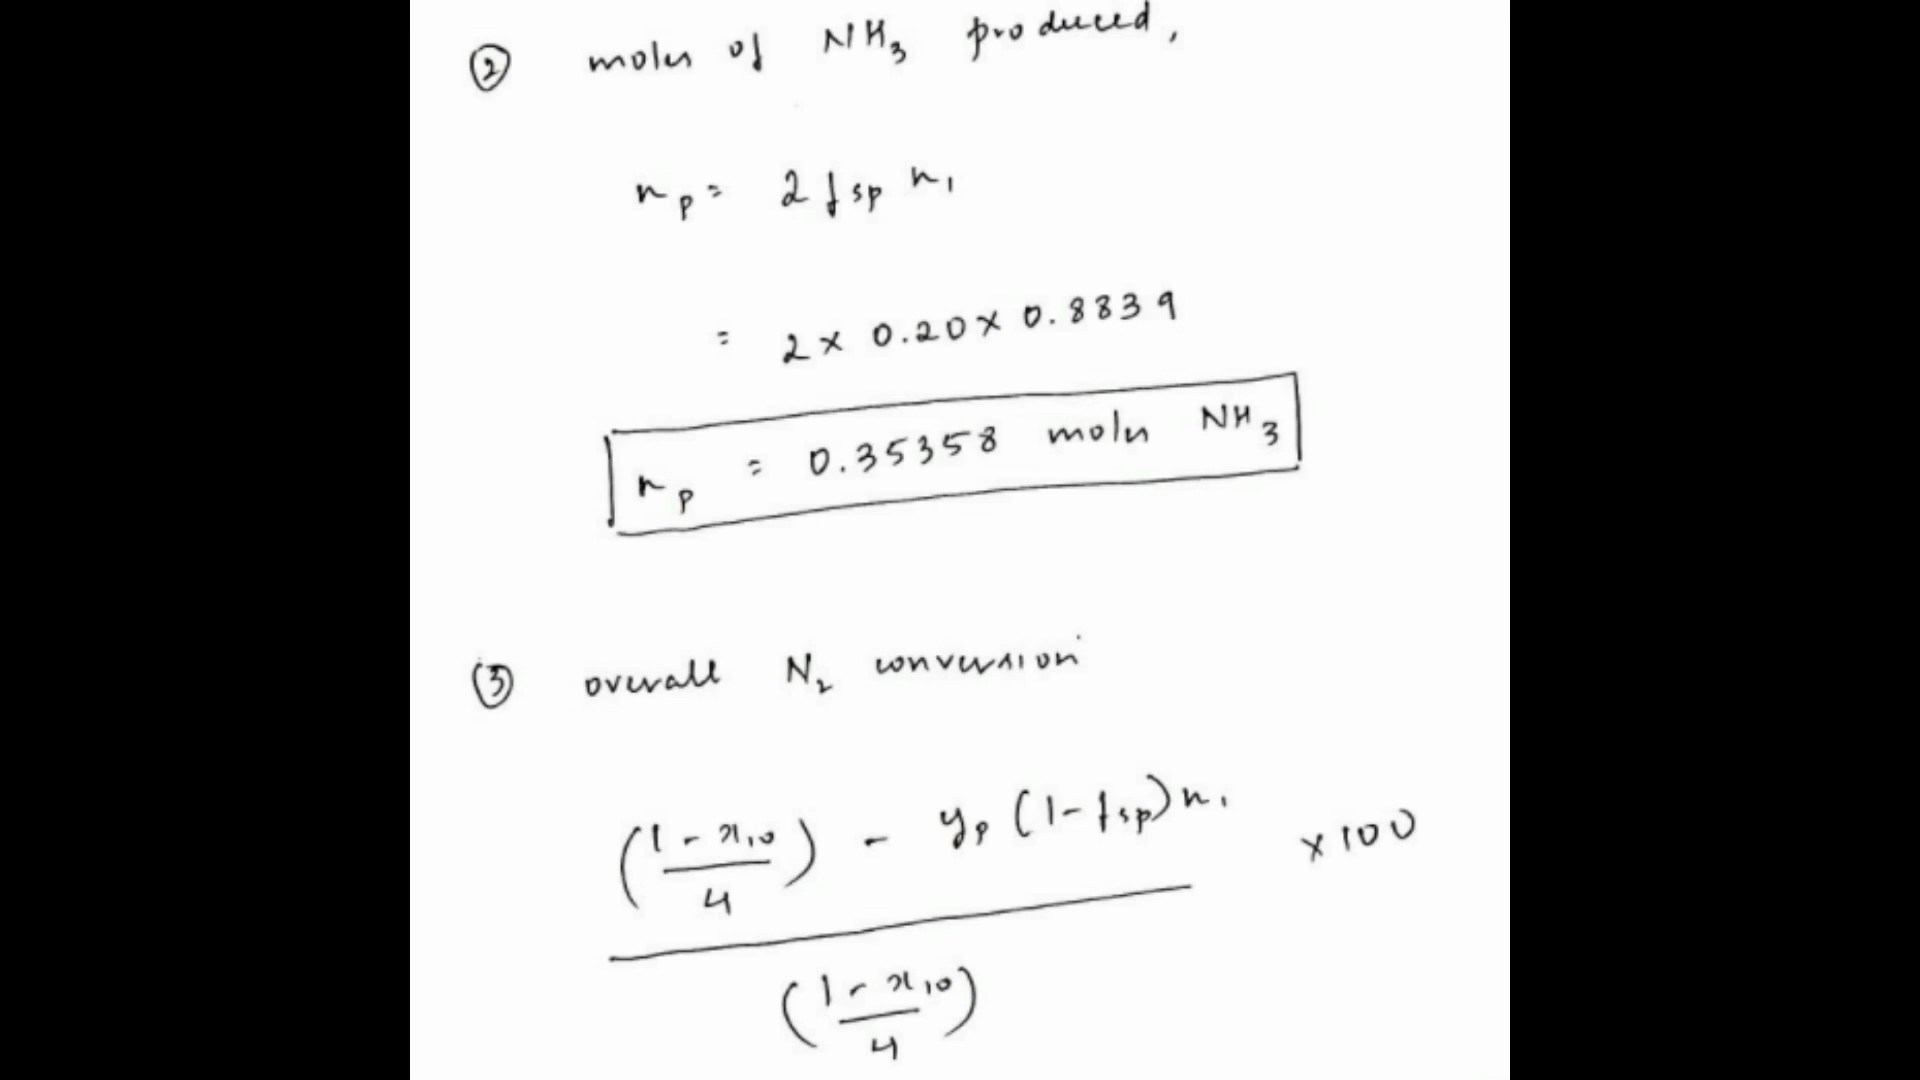 ② moles of NH₃ produced,
n_p = 2 f_sp n₁
= 2 × 0.20 × 0.8839
n_p = 0.35358 moles NH₃
③ overall N₂ conversion
(1 - x₁₀ / 4) - y_p (1 - f_sp) n₁ × 100
(1 - x₁₀ / 4)